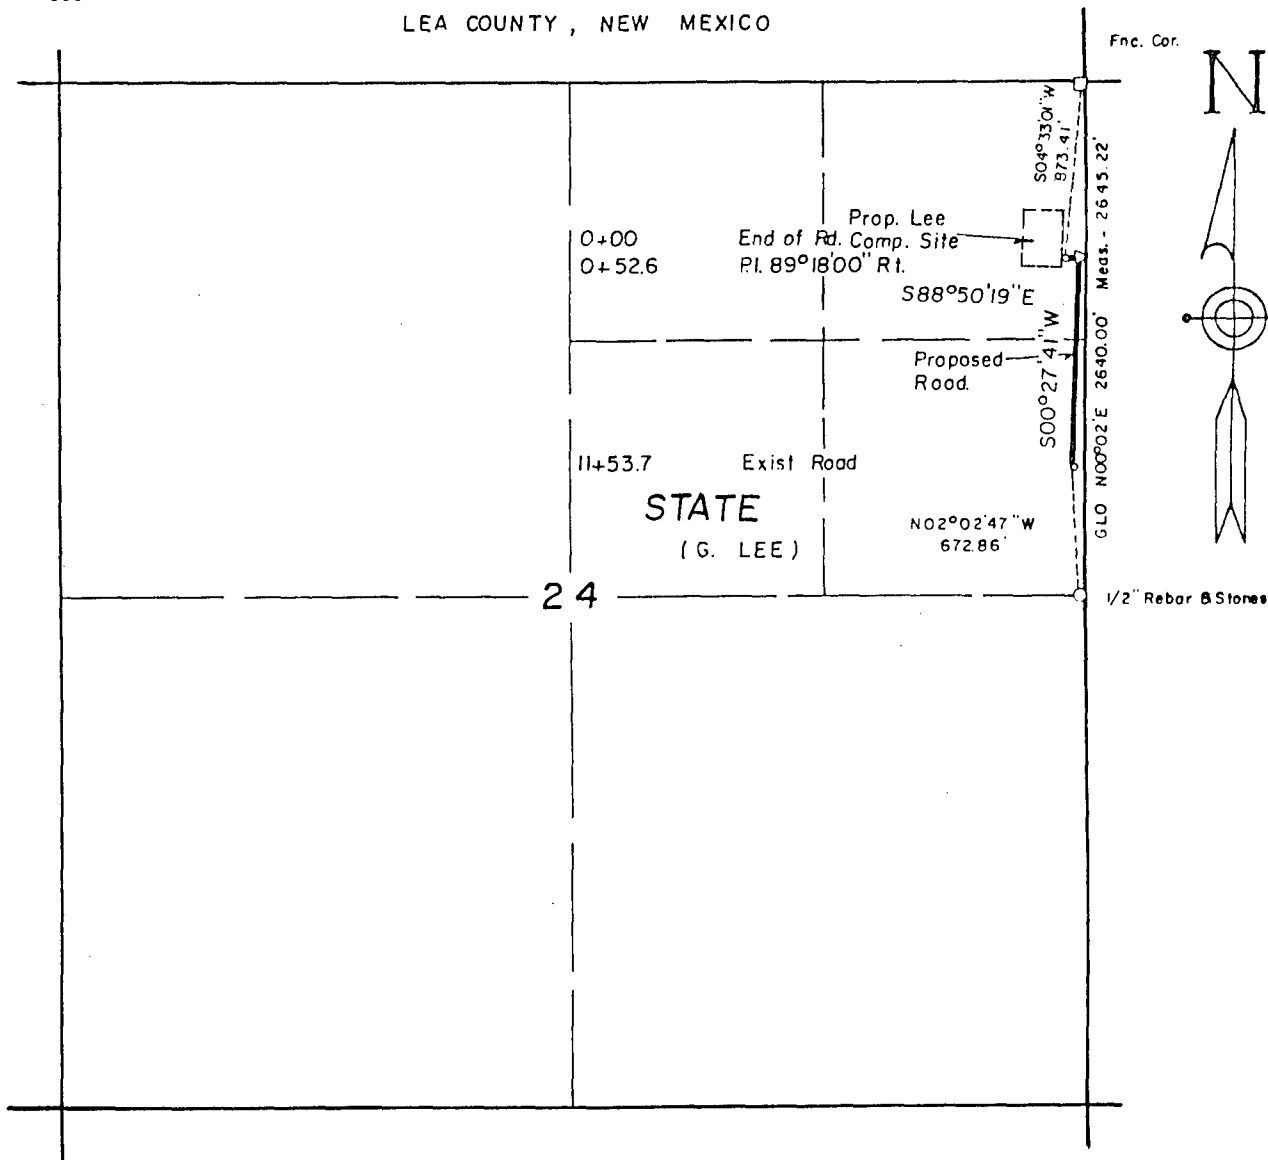 LEA COUNTY, NEW MEXICO
Fnc. Cor.
N
S04°33'01"W
873.41'
Meas. - 2645.22'
GLO N00°02'E 2640.00'
Prop. Lee
Comp. Site
0+00 End of Rd.
0+52.6 P.I. 89°18'00" Rt.
S88°50'19"E
S00°27'41"W
Proposed
Road.
11+53.7 Exist Road
STATE
(G. LEE)
N02°02'47"W
672.86'
24
1/2" Rebar & Stones